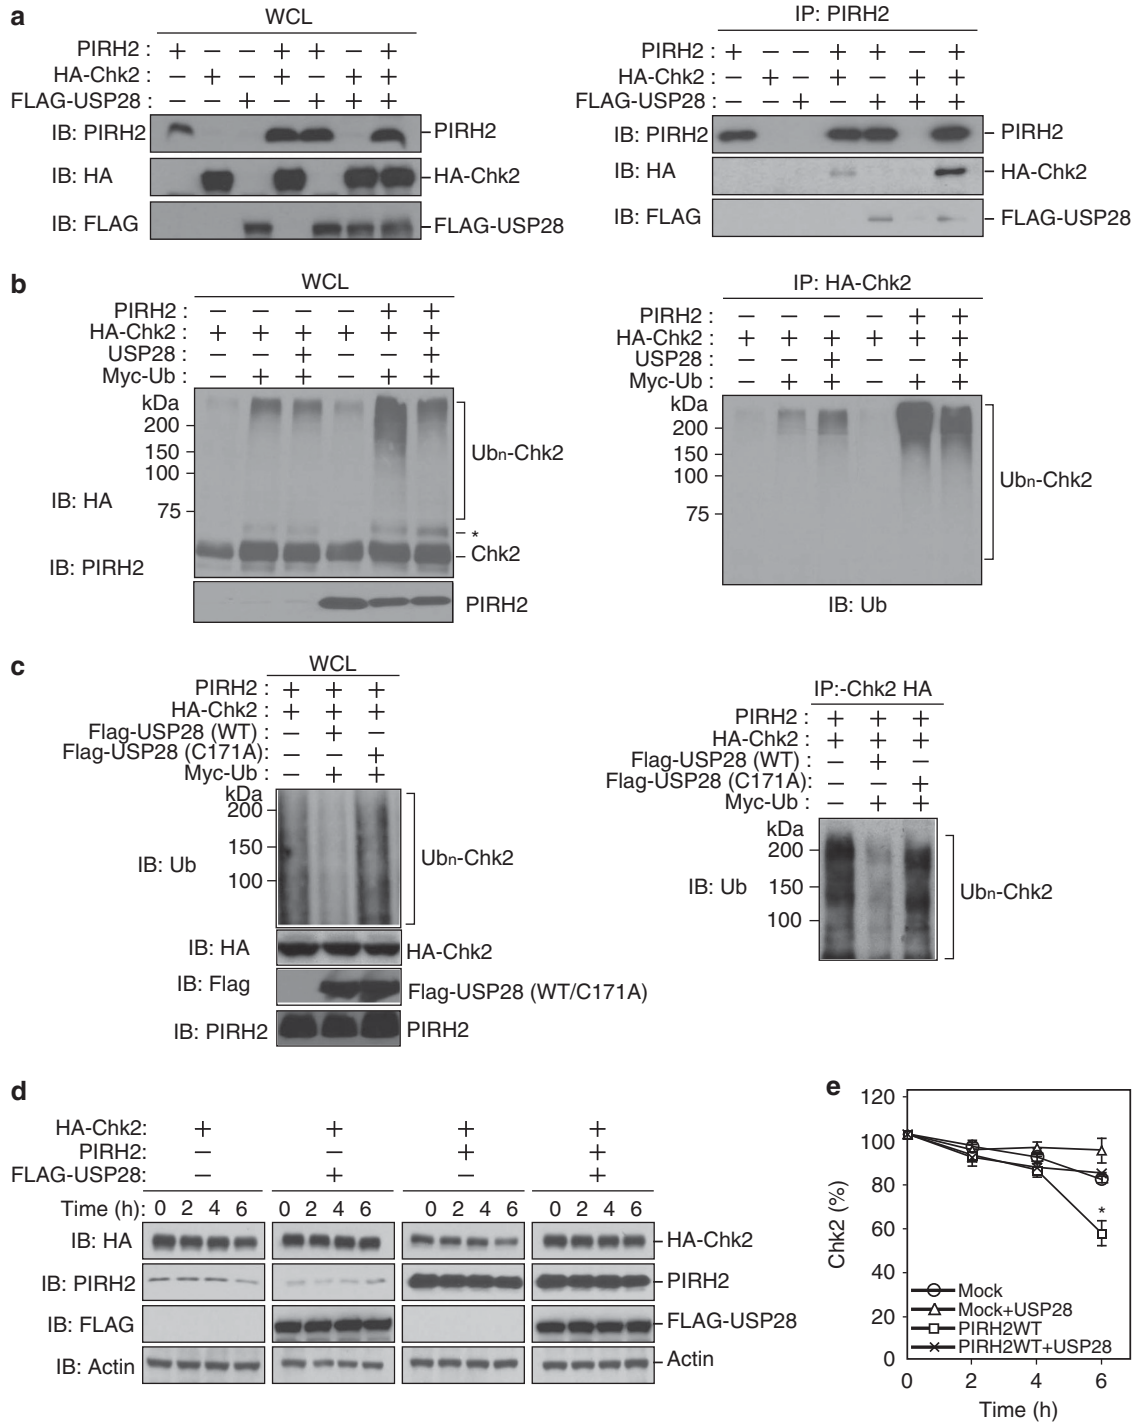 a
WCL
PIRH2 : + – – + + – +
HA-Chk2 : – + – + – + +
FLAG-USP28 : – – + – + + +
IB: PIRH2
PIRH2
IB: HA
HA-Chk2
IB: FLAG
FLAG-USP28
IP: PIRH2
PIRH2 : + – – + + – +
HA-Chk2 : – + – + – + +
FLAG-USP28 : – – + – + + +
IB: PIRH2
PIRH2
IB: HA
HA-Chk2
IB: FLAG
FLAG-USP28
b
WCL
PIRH2 : – – – – + +
HA-Chk2 : + + + + + +
USP28 : – – + – – +
Myc-Ub : – + + – + +
kDa
200
150
100
75
IB: HA
IB: PIRH2
Ubn-Chk2
*
Chk2
PIRH2
IP: HA-Chk2
PIRH2 : – – – – + +
HA-Chk2 : + + + + + +
USP28 : – – + – – +
Myc-Ub : – + + – + +
kDa
200
150
100
75
Ubn-Chk2
IB: Ub
c
WCL
PIRH2 : + + +
HA-Chk2 : + + +
Flag-USP28 (WT) : – + –
Flag-USP28 (C171A): – – +
Myc-Ub : – + +
kDa
200
150
100
IB: Ub
Ubn-Chk2
IB: HA
HA-Chk2
IB: Flag
Flag-USP28 (WT/C171A)
IB: PIRH2
PIRH2
IP:-Chk2 HA
PIRH2 : + + +
HA-Chk2 : + + +
Flag-USP28 (WT) : – + –
Flag-USP28 (C171A): – – +
Myc-Ub : – + +
kDa
200
150
100
IB: Ub
Ubn-Chk2
d
HA-Chk2: + + + +
PIRH2: – – + +
FLAG-USP28: – + – +
Time (h): 0 2 4 6 0 2 4 6 0 2 4 6 0 2 4 6
IB: HA
HA-Chk2
IB: PIRH2
PIRH2
IB: FLAG
FLAG-USP28
IB: Actin
Actin
e
120
100
80
60
40
20
0
Chk2 (%)
*
Mock
Mock+USP28
PIRH2WT
PIRH2WT+USP28
0 2 4 6
Time (h)